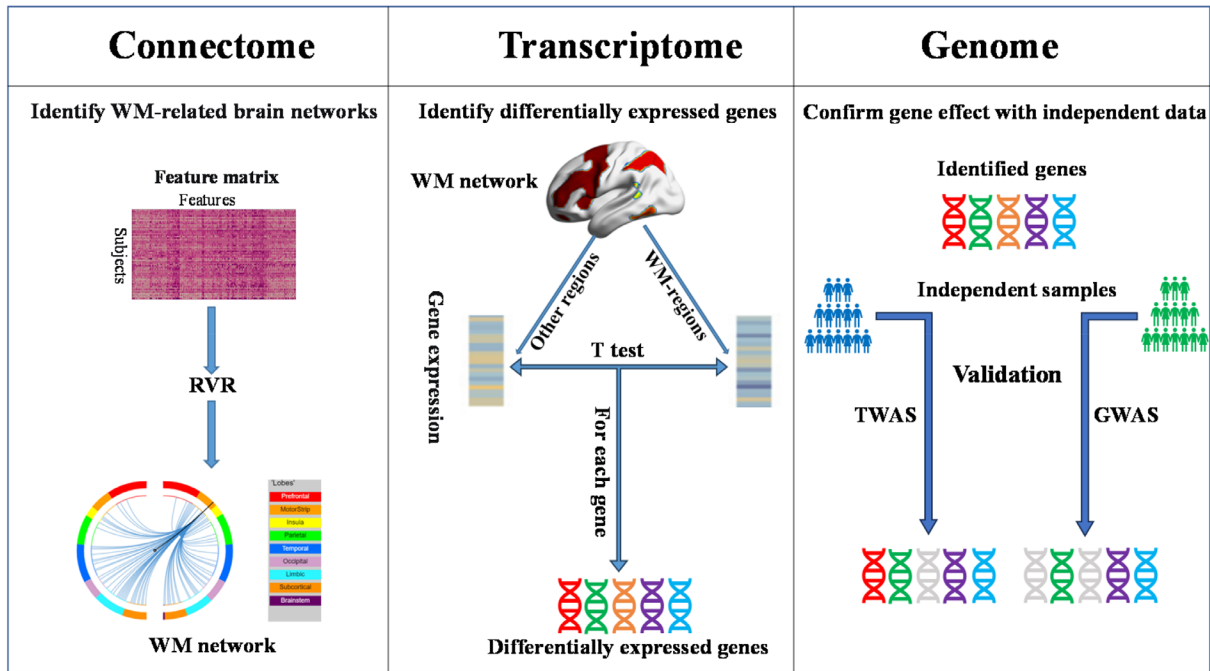 Connectome
Identify WM-related brain networks
Feature matrix
Features
Subjects
RVR
'Lobes'
Prefrontal
MotorStrip
Insula
Parietal
Temporal
Occipital
Limbic
Subcortical
Brainstem
WM network
Transcriptome
Identify differentially expressed genes
WM network
Other regions
WM-regions
Gene expression
T test
For each gene
Differentially expressed genes
Genome
Confirm gene effect with independent data
Identified genes
Independent samples
Validation
TWAS
GWAS